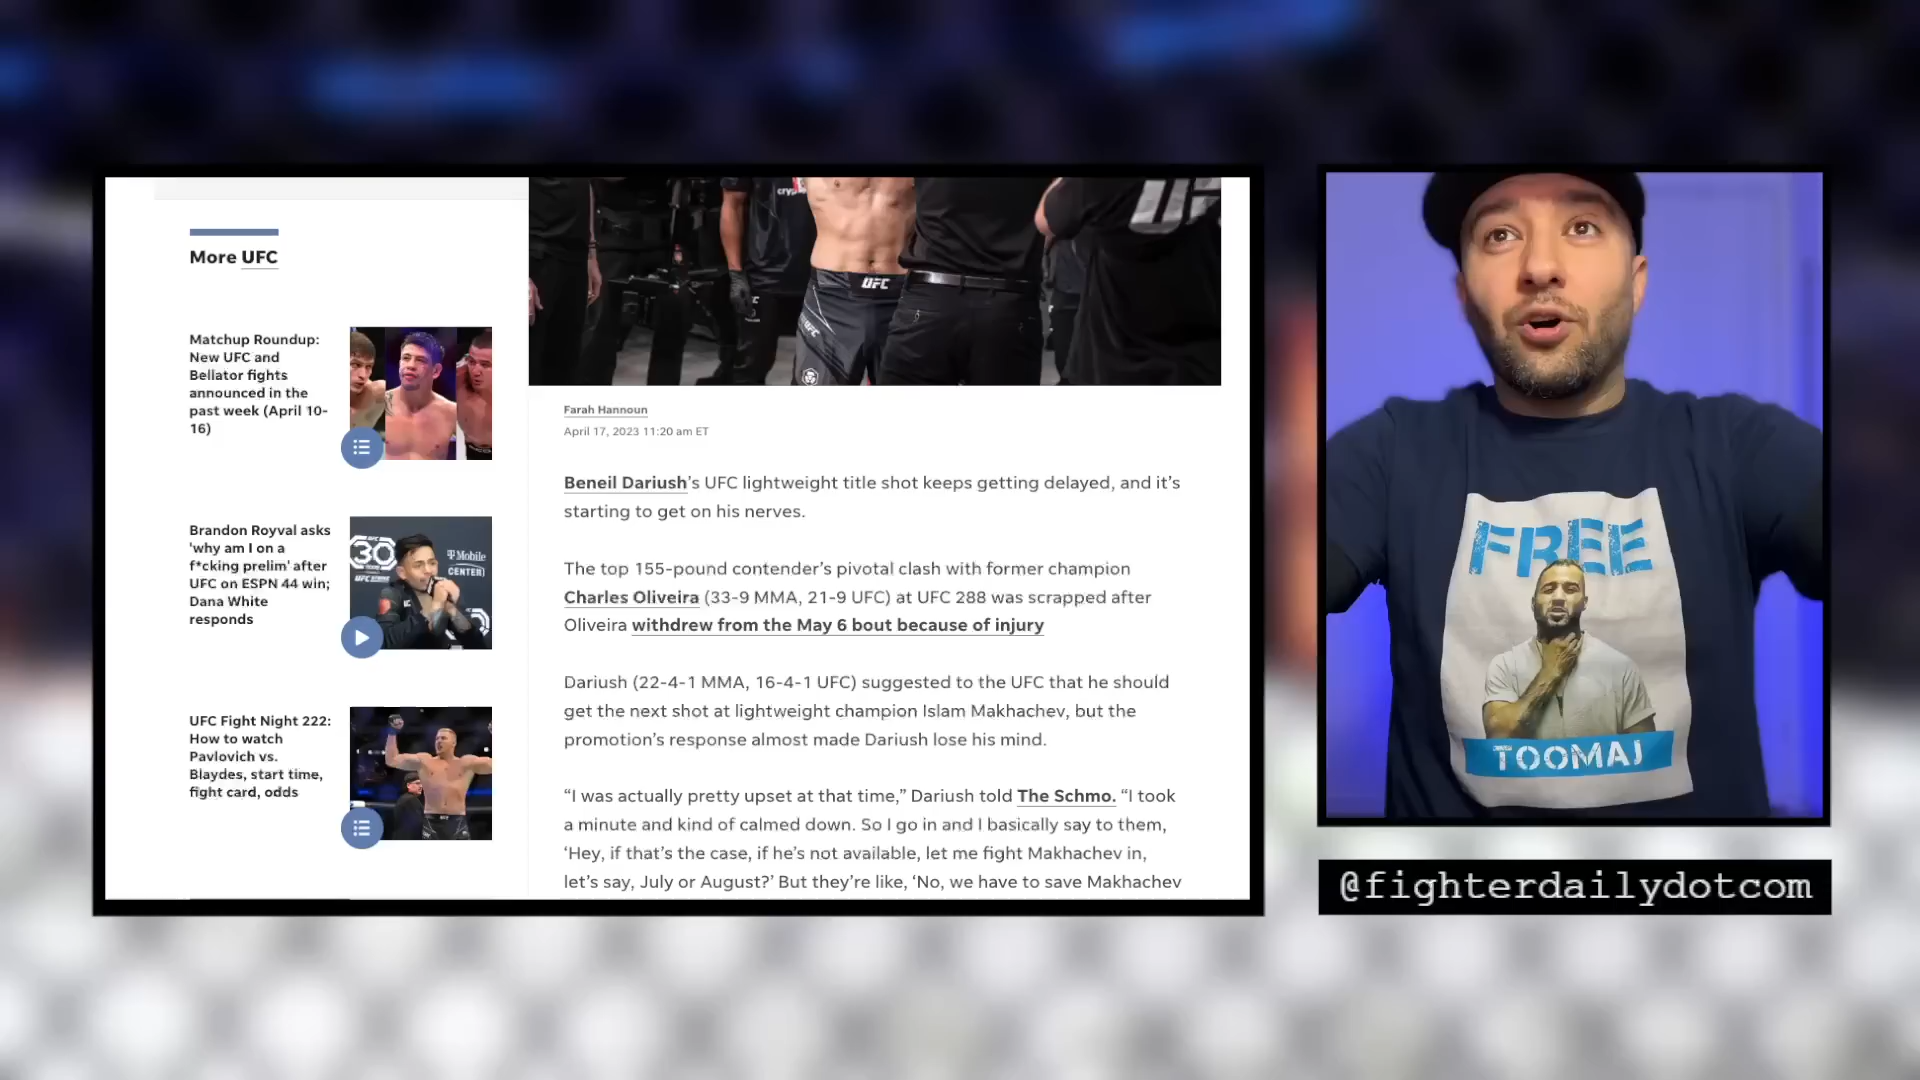 More UFC
Matchup Roundup:
New UFC and
Bellator fights
announced in the
past week (April 10-
16)
Brandon Royval asks
'why am I on a
f*cking prelim' after
UFC on ESPN 44 win;
Dana White
responds
30
T Mobile
CENTER
UFC Fight Night 222:
How to watch
Pavlovich vs.
Blaydes, start time,
fight card, odds
cryp
UFC
UFC
Farah Hannoun
April 17, 2023 11:20 am ET
Beneil Dariush’s UFC lightweight title shot keeps getting delayed, and it’s
starting to get on his nerves.
The top 155-pound contender’s pivotal clash with former champion
Charles Oliveira (33-9 MMA, 21-9 UFC) at UFC 288 was scrapped after
Oliveira withdrew from the May 6 bout because of injury
Dariush (22-4-1 MMA, 16-4-1 UFC) suggested to the UFC that he should
get the next shot at lightweight champion Islam Makhachev, but the
promotion’s response almost made Dariush lose his mind.
“I was actually pretty upset at that time,” Dariush told The Schmo. “I took
a minute and kind of calmed down. So I go in and I basically say to them,
‘Hey, if that’s the case, if he’s not available, let me fight Makhachev in,
let’s say, July or August?’ But they’re like, ‘No, we have to save Makhachev
FREE
TOOMAJ
@fighterdailydotcom